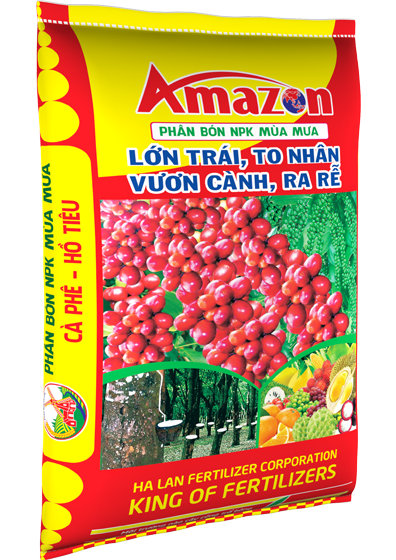 Amazon
PHÂN BÓN NPK MÙA MƯA
LỚN TRÁI, TO NHÂN
VƯƠN CÀNH, RA RỄ
HA LAN FERTILIZER CORPORATION
KING OF FERTILIZERS
PHÂN BÓN NPK MÙA MƯA
CÀ PHÊ - HỒ TIÊU